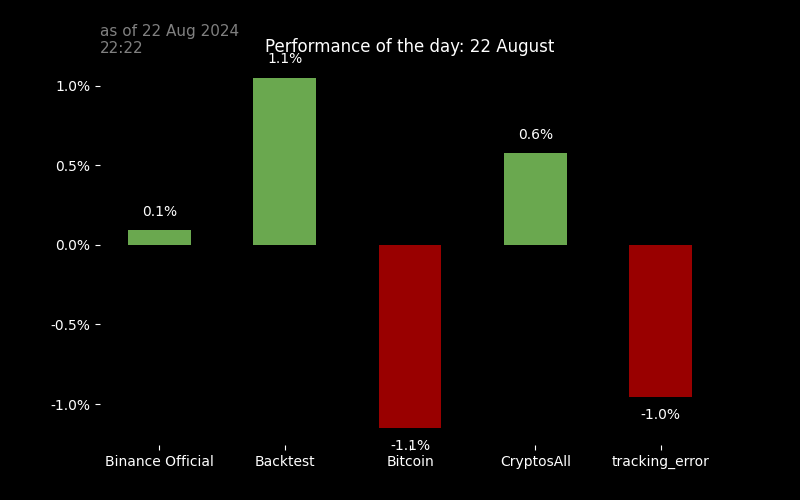 as of 22 Aug 2024
22:22
Performance of the day: 22 August
1.1%
1.0%
0.6%
0.5%
0.1%
0.0%
-0.5%
-1.0%
-1.0%
-1.1%
Binance Official
Backtest
Bitcoin
CryptosAll
tracking_error